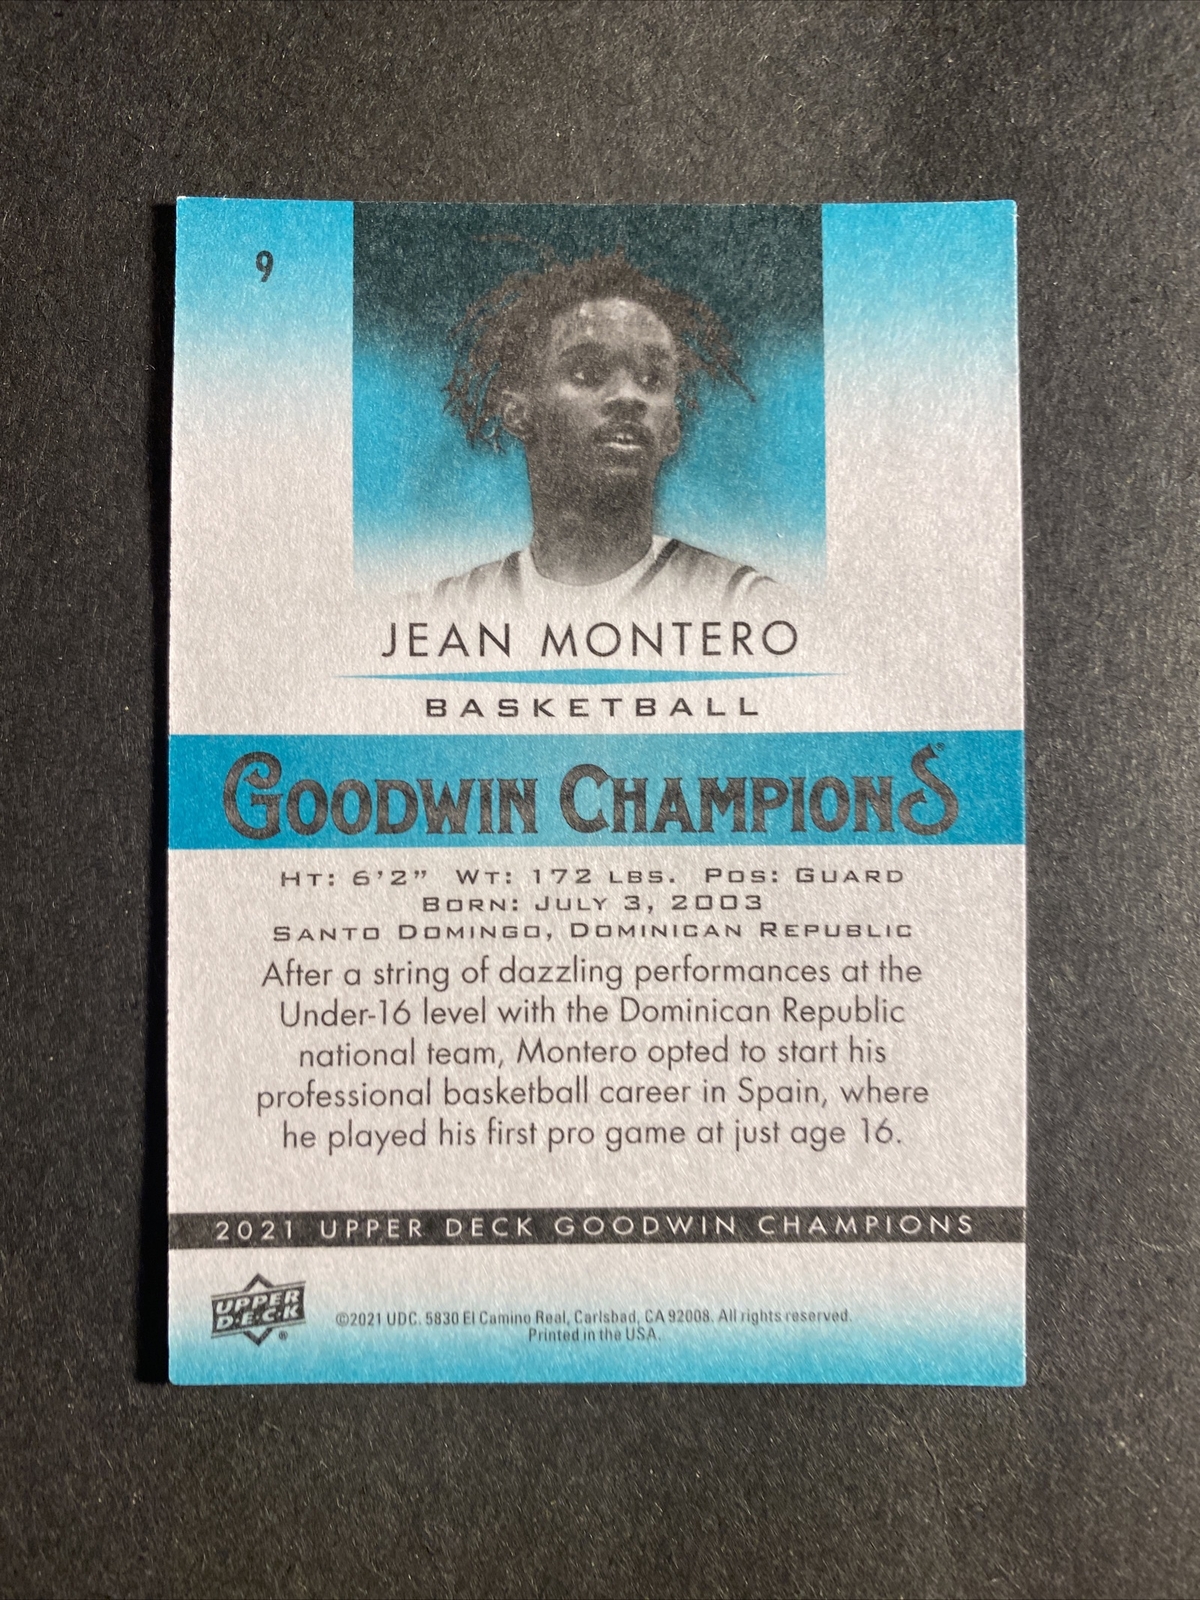 9
JEAN MONTERO
BASKETBALL
GOODWIN CHAMPIONS
HT: 6'2" WT: 172 LBS. POS: GUARD
BORN: JULY 3, 2003
SANTO DOMINGO, DOMINICAN REPUBLIC
After a string of dazzling performances at the
Under-16 level with the Dominican Republic
national team, Montero opted to start his
professional basketball career in Spain, where
he played his first pro game at just age 16.
2021 UPPER DECK GOODWIN CHAMPIONS
UPPER
D·E·C·K ®
©2021 UDC. 5830 El Camino Real, Carlsbad, CA 92008. All rights reserved.
Printed in the USA.